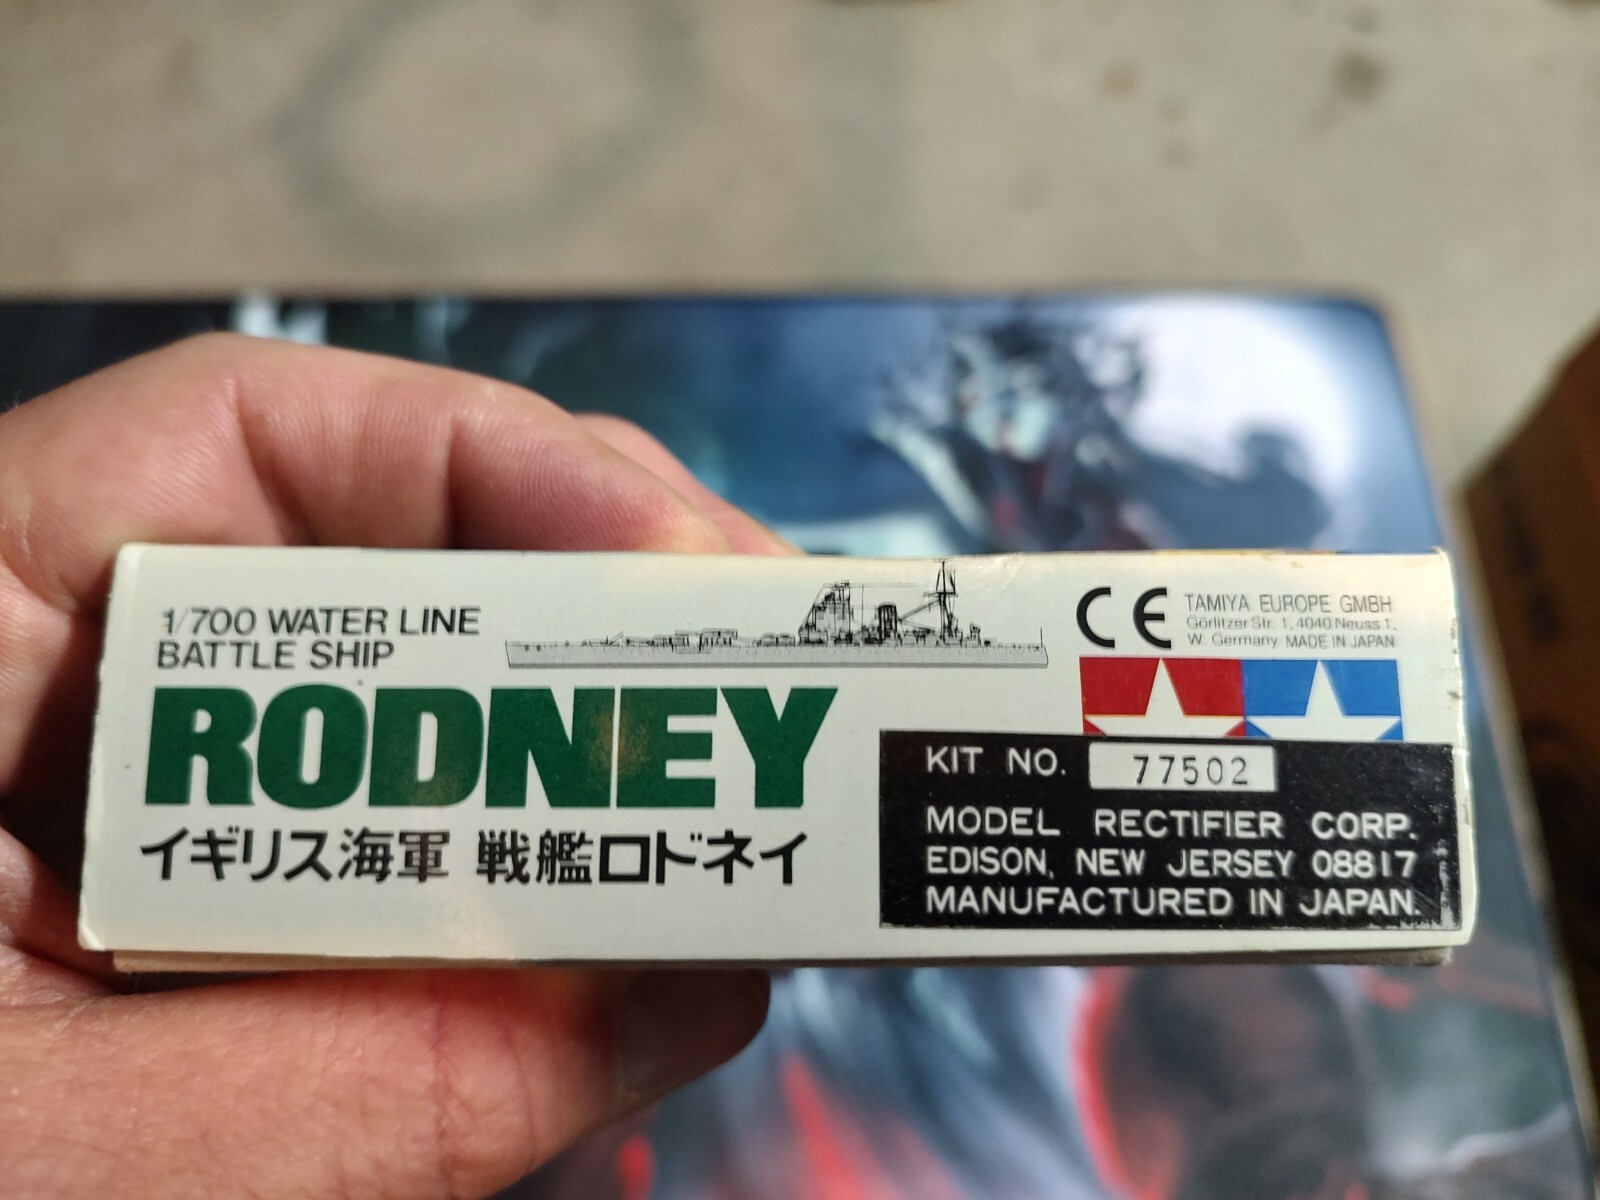 1/700 WATER LINE
BATTLE SHIP
RODNEY
イギリス海軍 戦艦ロドネイ
CE
TAMIYA EUROPE GMBH
Görlitzer Str. 1, 4040 Neuss 1.
W. Germany MADE IN JAPAN
KIT NO. 77502
MODEL RECTIFIER CORP.
EDISON, NEW JERSEY 08817
MANUFACTURED IN JAPAN.